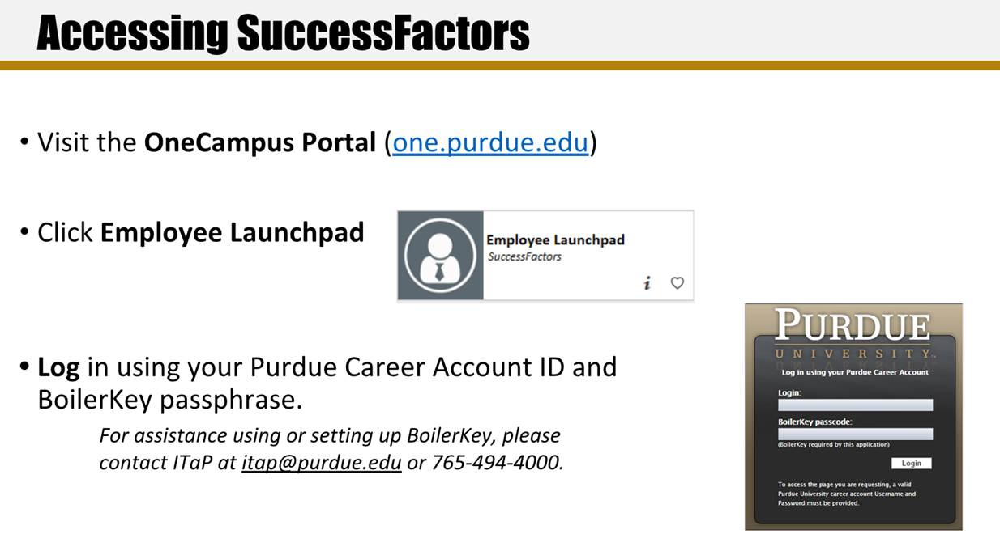 Accessing SuccessFactors
• Visit the OneCampus Portal (one.purdue.edu)
• Click Employee Launchpad
Employee Launchpad
SuccessFactors
i
• Log in using your Purdue Career Account ID and
BoilerKey passphrase.
For assistance using or setting up BoilerKey, please
contact ITaP at itap@purdue.edu or 765-494-4000.
PURDUE
UNIVERSITY™
Log in using your Purdue Career Account
Login:
BoilerKey passcode:
(BoilerKey required by this application)
Login
To access the page you are requesting, a valid
Purdue University career account Username and
Password must be provided.